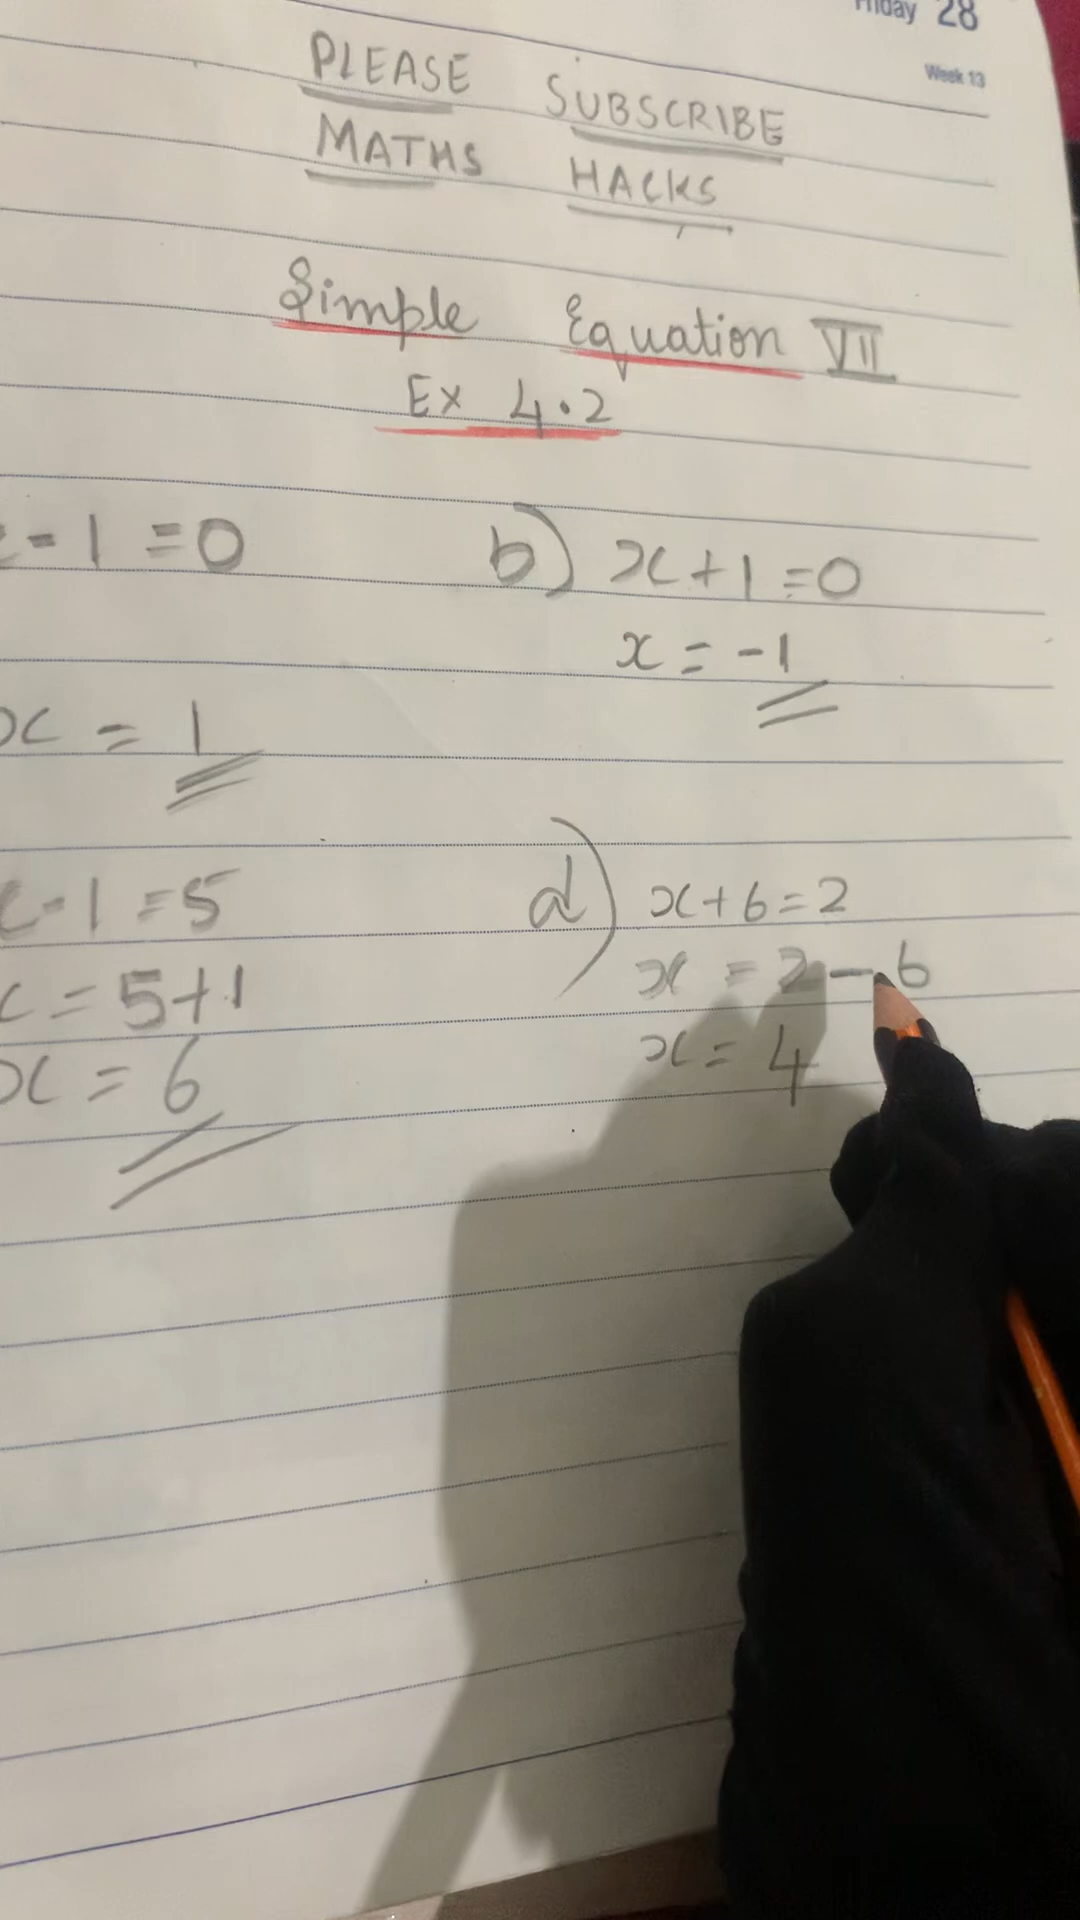 Friday 28
Week 13
PLEASE SUBSCRIBE
MATHS HACKS
Simple Equation VII
Ex 4.2
x - 1 = 0
x = 1
b) x + 1 = 0
x = -1
x - 1 = 5
x = 5 + 1
x = 6
d) x + 6 = 2
x = 2 - 6
x = 4